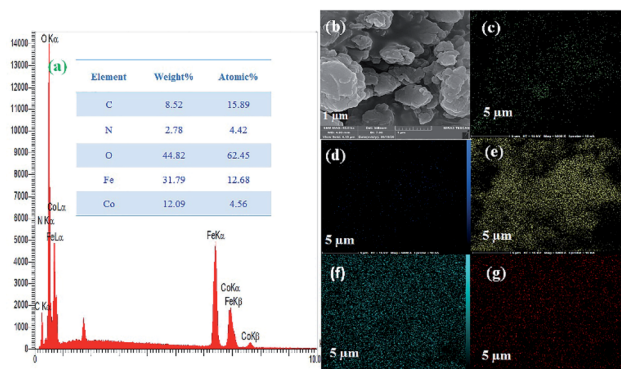 14000
13000
12000
11000
10000
9000
8000
7000
6000
5000
4000
3000
2000
1000
0
0
10.0
OKα
(a)
CoLα
NKα
FeLα
C Kα
FeKα
CoKα
FeKβ
CoKβ
Element Weight% Atomic%
C 8.52 15.89
N 2.78 4.42
O 44.82 62.45
Fe 31.79 12.68
Co 12.09 4.56
(b)
1 μm
(c)
5 μm
(d)
5 μm
(e)
5 μm
(f)
5 μm
(g)
5 μm